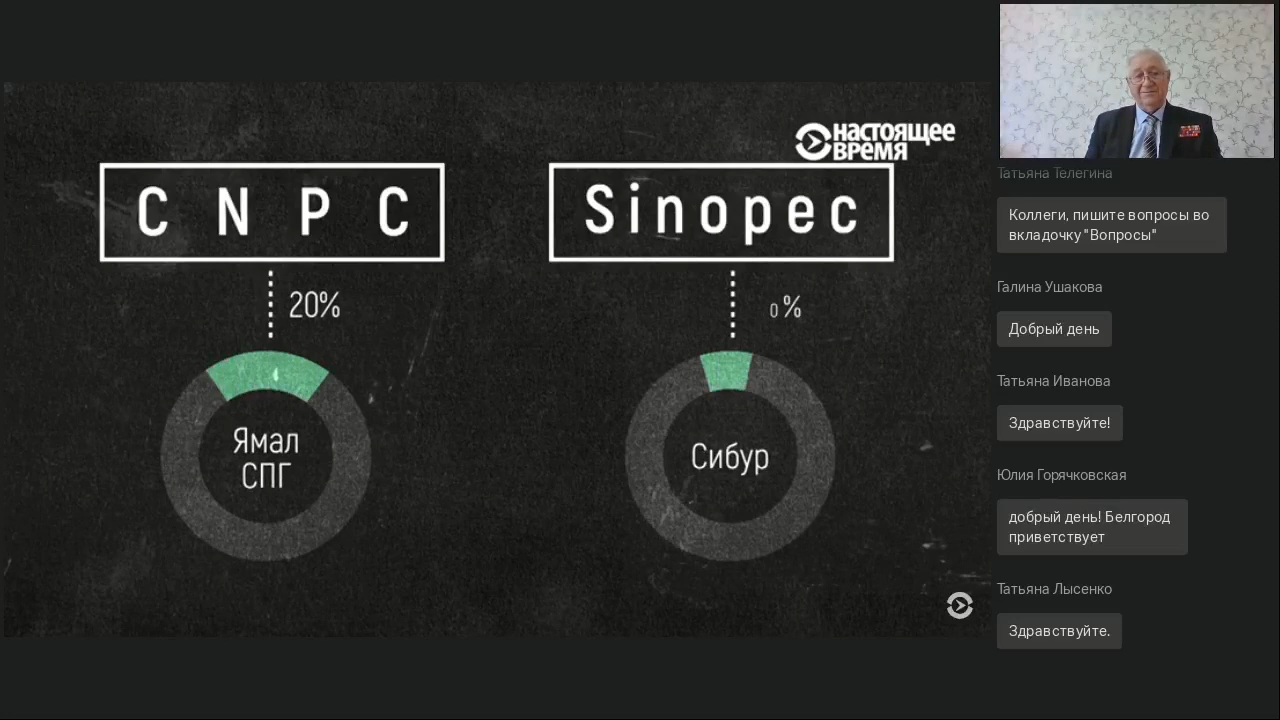 НАСТОЯЩЕЕ
ВРЕМЯ
CNPC
Sinopec
20%
0%
Ямал
СПГ
Сибур
Татьяна Телегина
Коллеги, пишите вопросы во
вкладочку "Вопросы"
Галина Ушакова
Добрый день
Татьяна Иванова
Здравствуйте!
Юлия Горячковская
добрый день! Белгород
приветствует
Татьяна Лысенко
Здравствуйте.